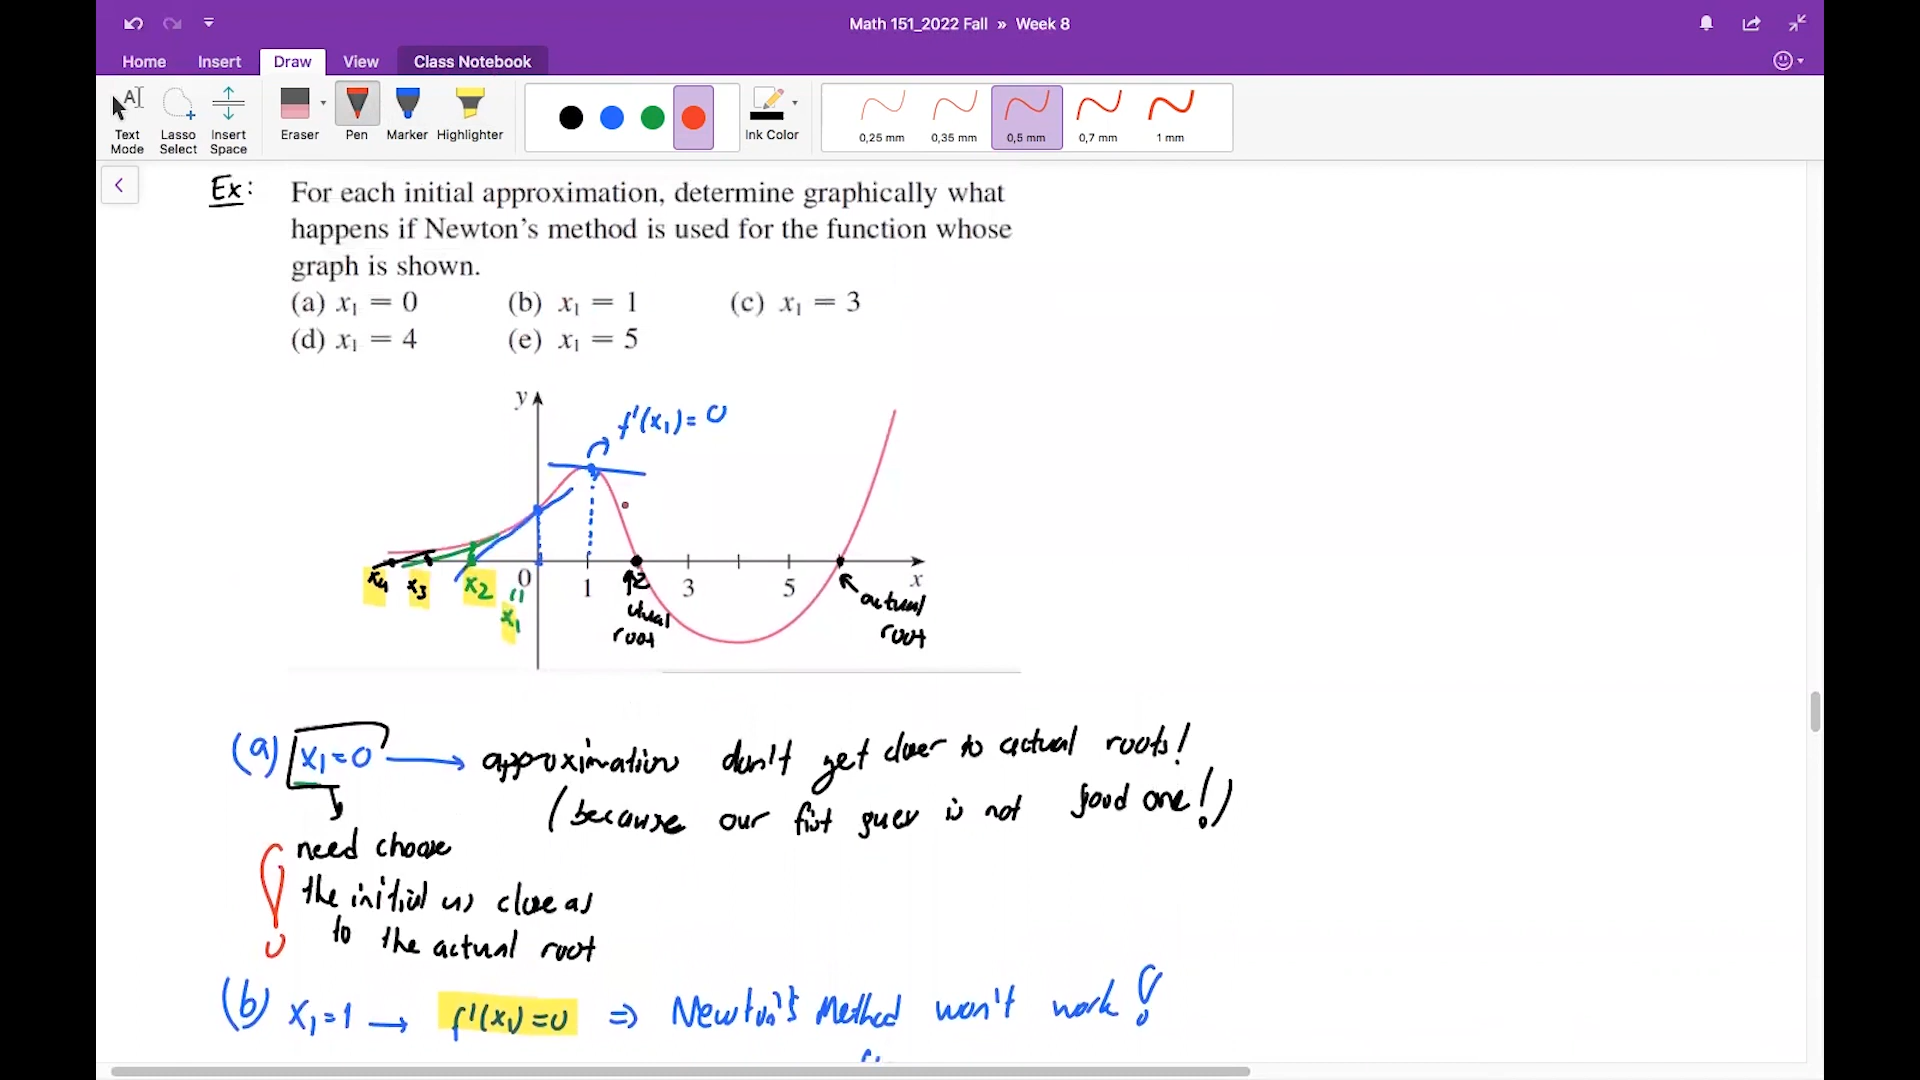 Math 151_2022 Fall » Week 8
Home Insert Draw View Class Notebook
Text Mode
Lasso Select
Insert Space
Eraser
Pen
Marker
Highlighter
Ink Color
0,25 mm
0,35 mm
0,5 mm
0,7 mm
1 mm
Ex: For each initial approximation, determine graphically what
happens if Newton's method is used for the function whose
graph is shown.
(a) x₁ = 0 (b) x₁ = 1 (c) x₁ = 3
(d) x₁ = 4 (e) x₁ = 5
y
f'(x₁) = 0
x₄ x₃ x₂ 0 1 2 3 5 x
=
x₁
root
actual
root
(a) x₁=0 → approximation don't get closer to actual roots!
(because our first guess is not good one!)
need choose
the initial as close as
to the actual root
(b) x₁=1 → f'(x₁)=0 ⇒ Newton's Method won't work!